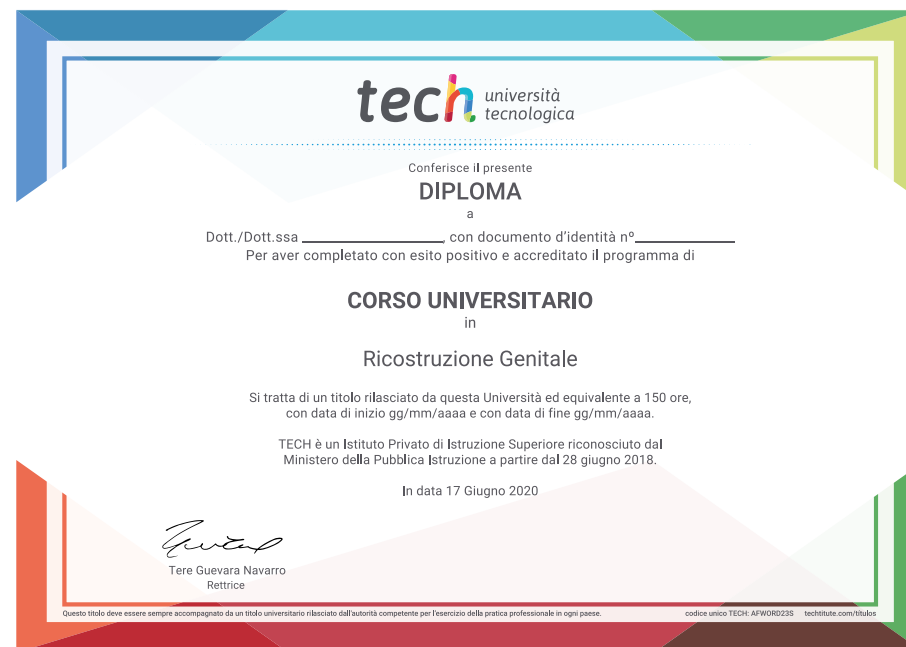 tech università
tecnologica
Conferisce il presente
DIPLOMA
a
Dott./Dott.ssa ____________, con documento d'identità nº____________
Per aver completato con esito positivo e accreditato il programma di
CORSO UNIVERSITARIO
in
Ricostruzione Genitale
Si tratta di un titolo rilasciato da questa Università ed equivalente a 150 ore,
con data di inizio gg/mm/aaaa e con data di fine gg/mm/aaaa.
TECH è un Istituto Privato di Istruzione Superiore riconosciuto dal
Ministero della Pubblica Istruzione a partire dal 28 giugno 2018.
In data 17 Giugno 2020
Tere Guevara Navarro
Rettrice
Questo titolo deve essere sempre accompagnato da un titolo universitario rilasciato dall'autorità competente per l'esercizio della pratica professionale in ogni paese. codice unico TECH: AFWORD23S techtitute.com/títulos